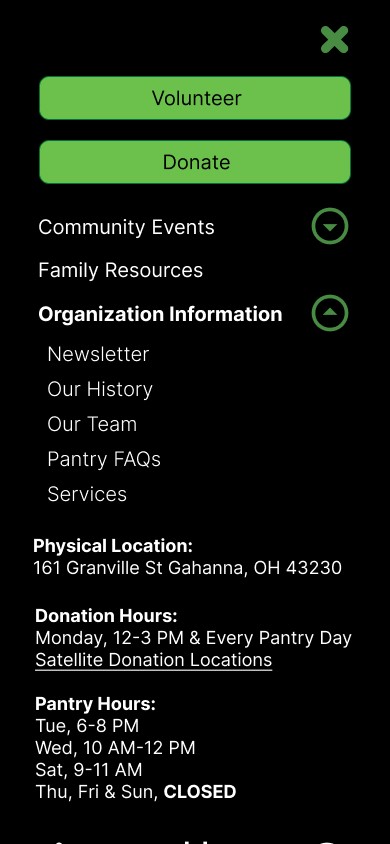 Volunteer
Donate
Community Events
Family Resources
Organization Information
Newsletter
Our History
Our Team
Pantry FAQs
Services
Physical Location:
161 Granville St Gahanna, OH 43230
Donation Hours:
Monday, 12-3 PM & Every Pantry Day
Satellite Donation Locations
Pantry Hours:
Tue, 6-8 PM
Wed, 10 AM-12 PM
Sat, 9-11 AM
Thu, Fri & Sun, CLOSED